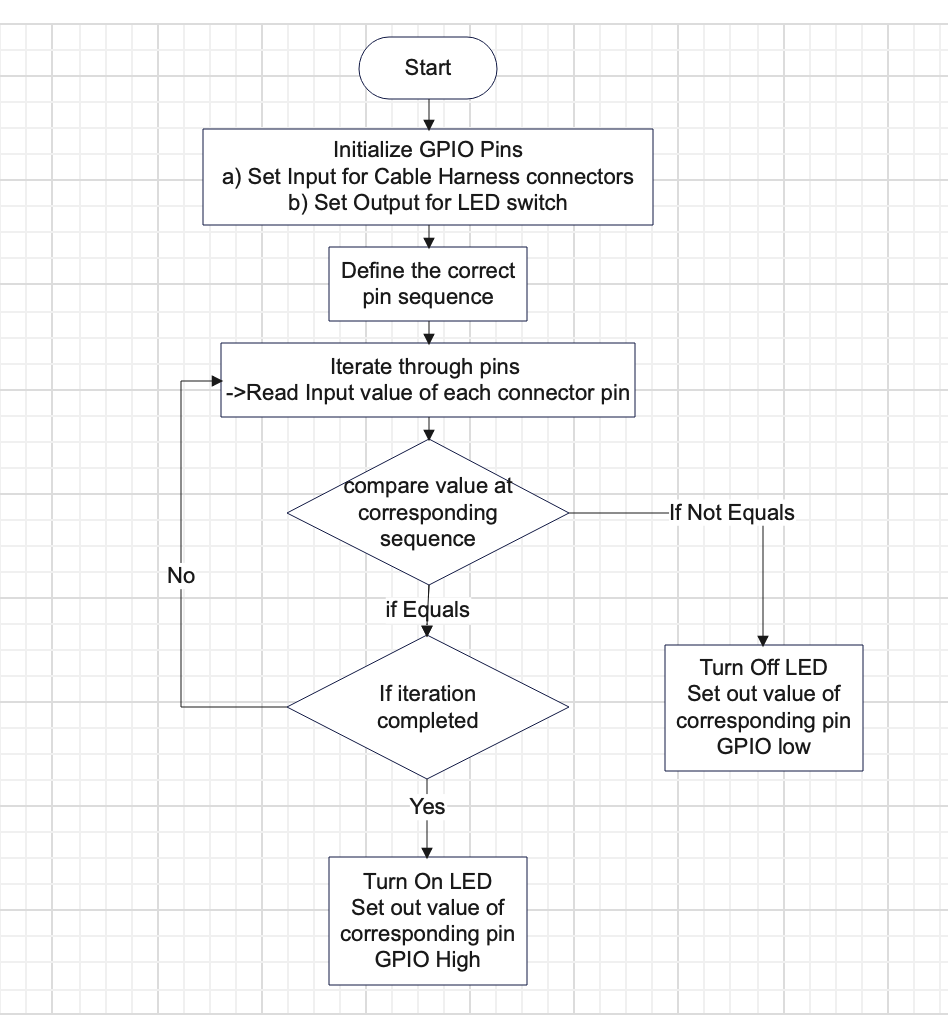 Start
Initialize GPIO Pins
a) Set Input for Cable Harness connectors
b) Set Output for LED switch
Define the correct
pin sequence
Iterate through pins
->Read Input value of each connector pin
compare value at
corresponding
sequence
If Not Equals
No
if Equals
If iteration
completed
Turn Off LED
Set out value of
corresponding pin
GPIO low
Yes
Turn On LED
Set out value of
corresponding pin
GPIO High